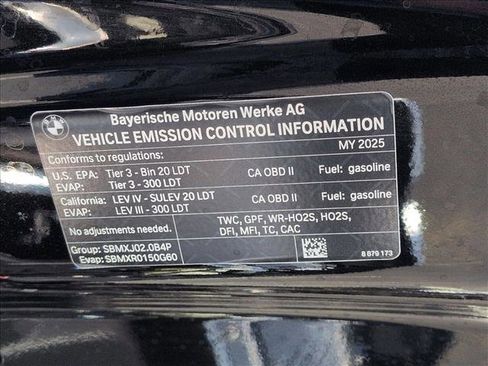 BMW
Bayerische Motoren Werke AG
VEHICLE EMISSION CONTROL INFORMATION
Conforms to regulations: MY 2025
U.S. EPA: Tier 3 - Bin 20 LDT CA OBD II Fuel: gasoline
EVAP: Tier 3 - 300 LDT
California: LEV IV - SULEV 20 LDT CA OBD II Fuel: gasoline
EVAP: LEV III - 300 LDT
No adjustments needed. TWC, GPF, WR-HO2S, HO2S,
DFI, MFI, TC, CAC
Group: SBMXJ02.0B4P
Evap: SBMXR0150G60 8 879 173